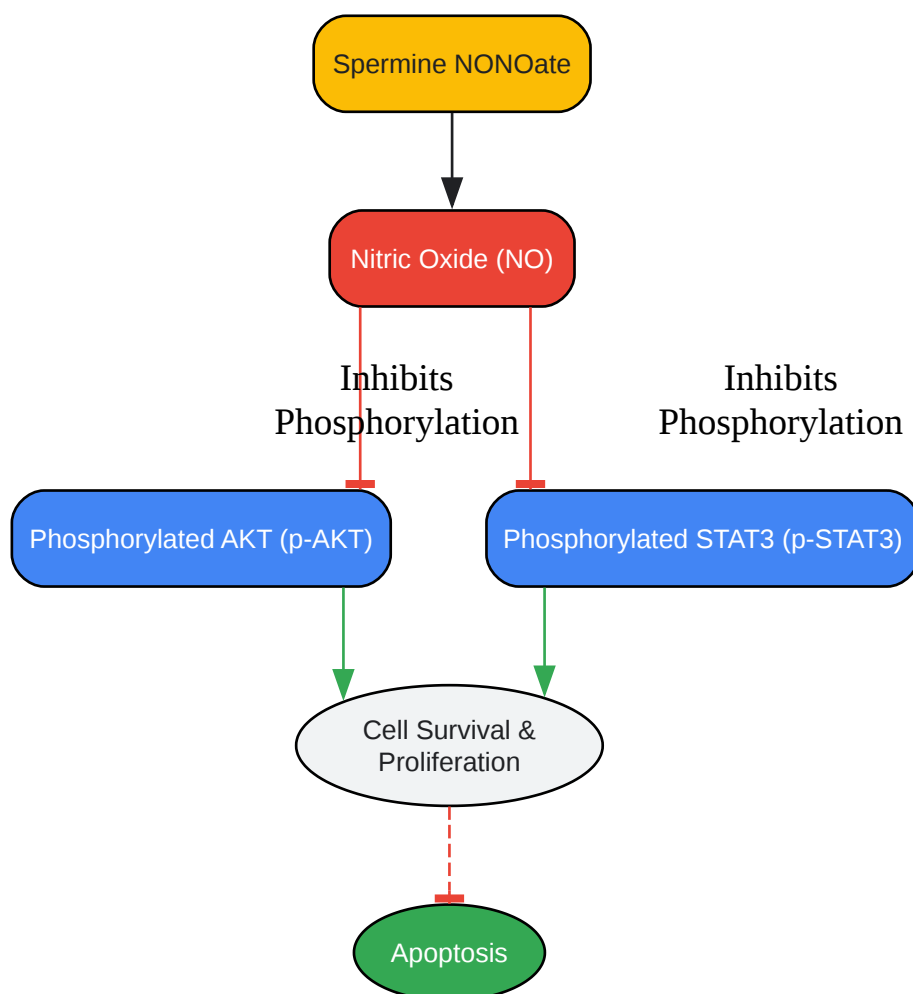 Spermine NONOate
Nitric Oxide (NO)
Inhibits
Phosphorylation
Inhibits
Phosphorylation
Phosphorylated AKT (p-AKT)
Phosphorylated STAT3 (p-STAT3)
Cell Survival &
Proliferation
Apoptosis